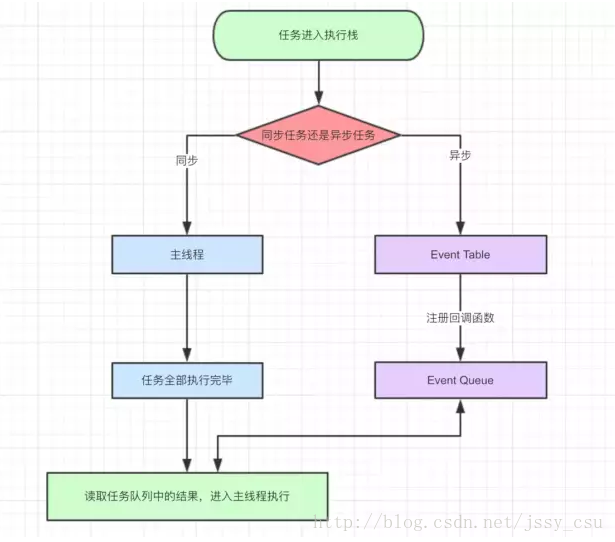 任务进入执行栈
同步任务还是异步任务
同步
异步
主线程
Event Table
注册回调函数
任务全部执行完毕
Event Queue
读取任务队列中的结果，进入主线程执行
http://blog.csdn.net/jssy_csu